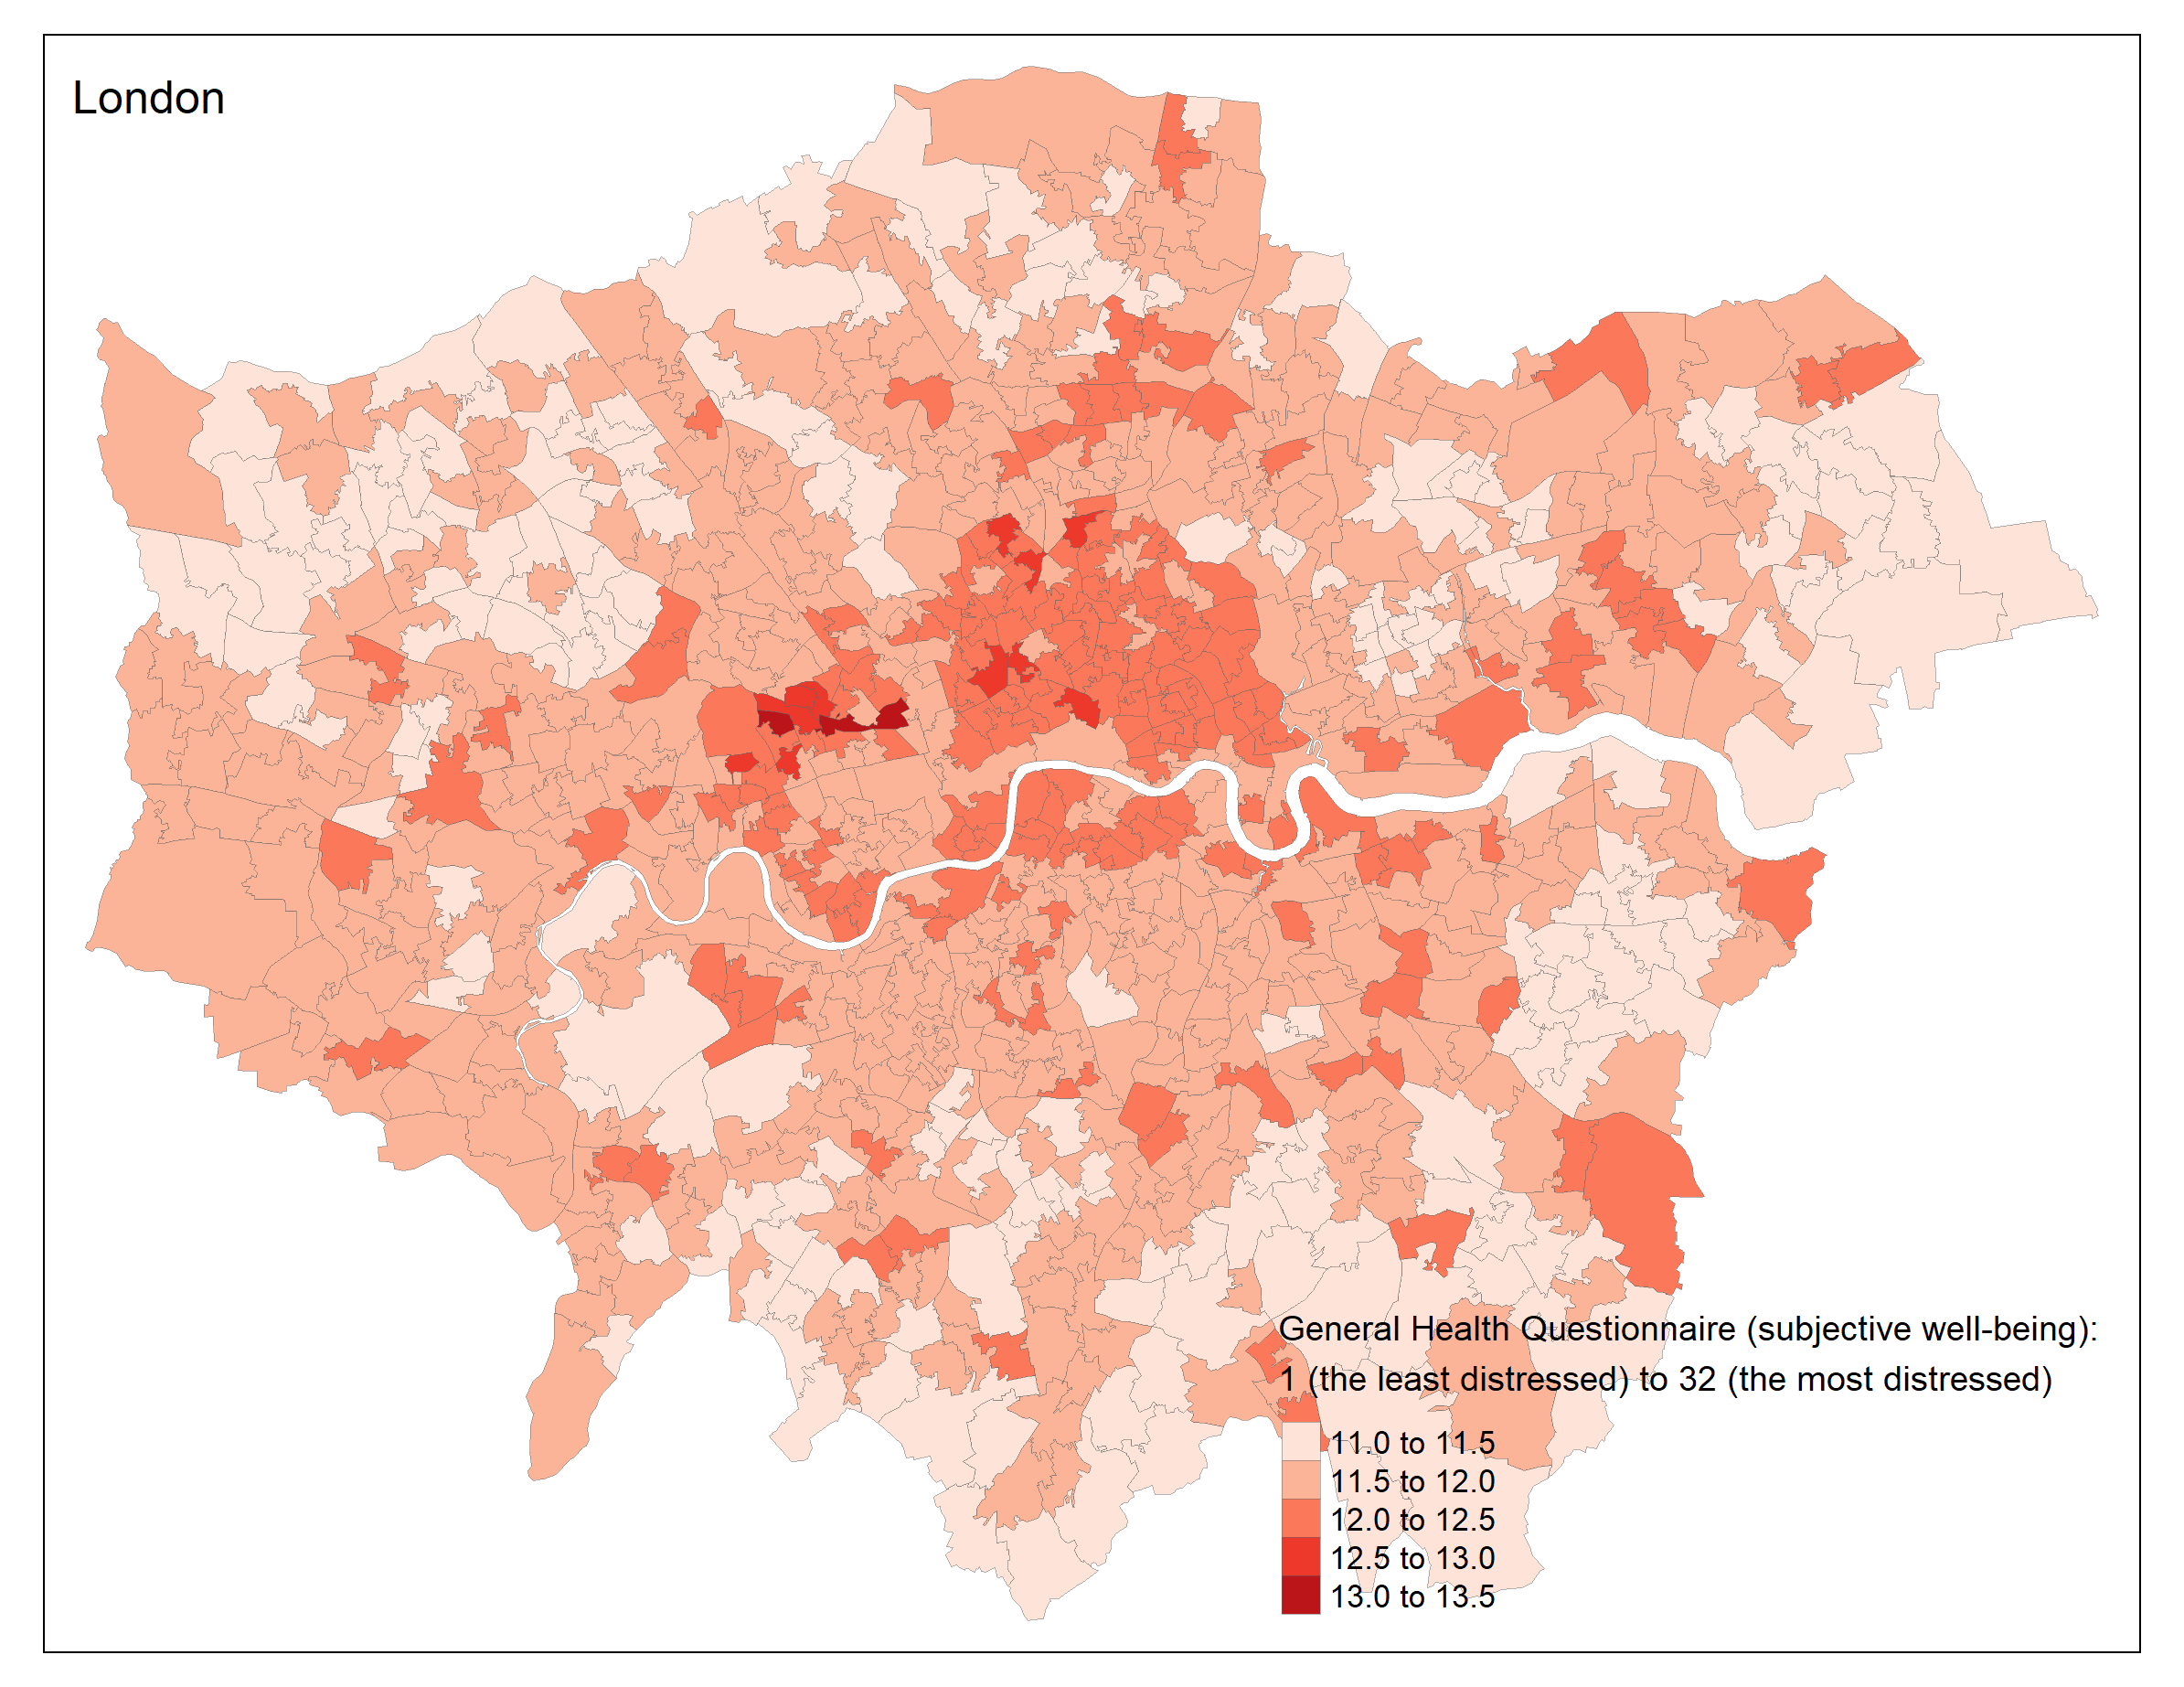 London
General Health Questionnaire (subjective well-being):
1 (the least distressed) to 32 (the most distressed)
11.0 to 11.5
11.5 to 12.0
12.0 to 12.5
12.5 to 13.0
13.0 to 13.5